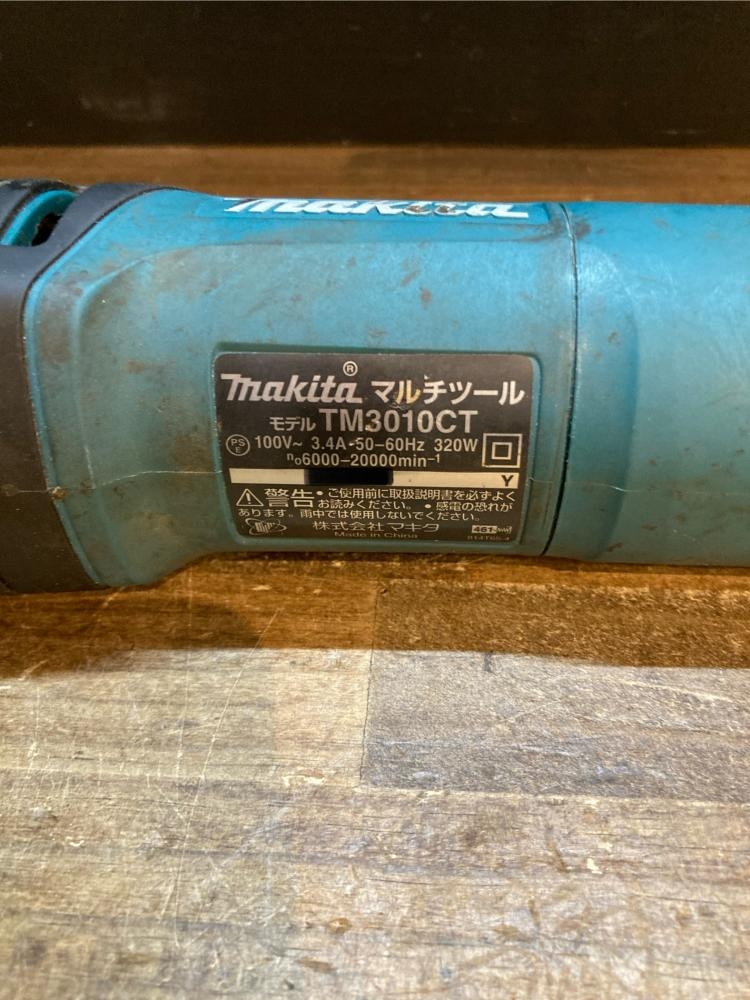 makita
makita® マルチツール
モデル TM3010CT
PS E 100V~ 3.4A-50-60Hz 320W
n₀6000-20000min⁻¹
Y
警告 ・ご使用前に取扱説明書を必ずよく
お読みください。 ・感電の恐れが
あります。雨中では使用しないでください。
株式会社 マキタ
Made in China